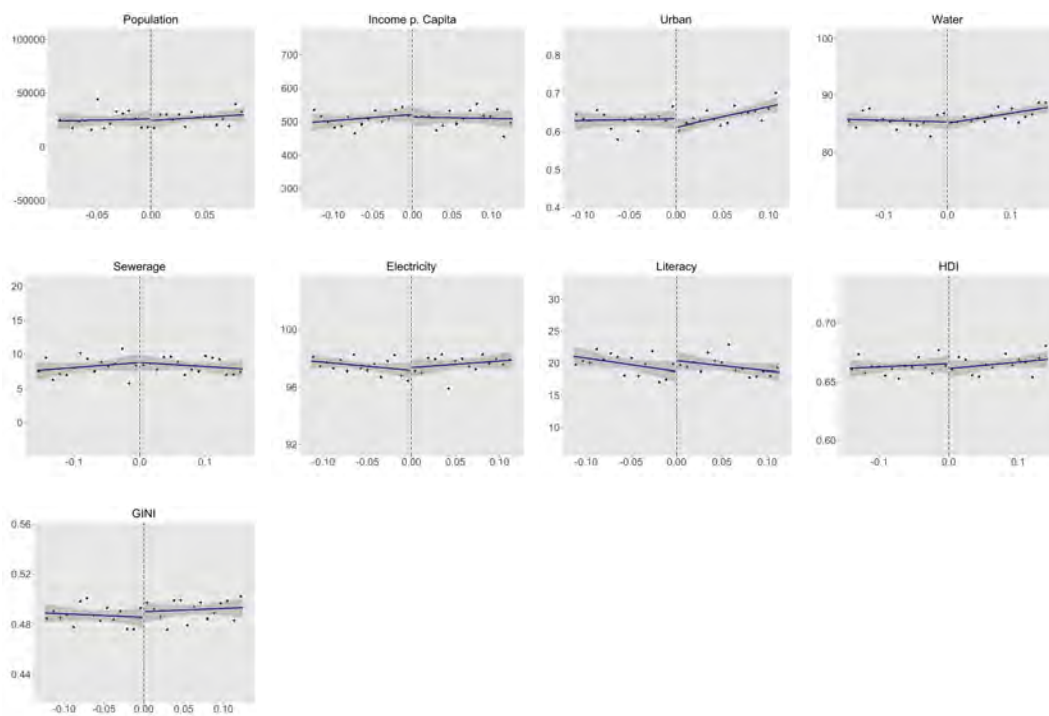 Population
100000
50000
0
-50000
-0.05 0.00 0.05
Income p. Capita
700
600
500
400
300
-0.10 -0.05 0.00 0.05 0.10
Urban
0.8
0.7
0.6
0.5
0.4
-0.10 -0.05 0.00 0.05 0.10
Water
100
90
80
-0.1 0.0 0.1
Sewerage
20
15
10
5
0
-0.1 0.0 0.1
Electricity
100
96
92
-0.10 -0.05 0.00 0.05 0.10
Literacy
30
25
20
15
10
-0.10 -0.05 0.00 0.05 0.10
HDI
0.70
0.65
0.60
-0.1 0.0 0.1
GINI
0.56
0.52
0.48
0.44
-0.10 -0.05 0.00 0.05 0.10